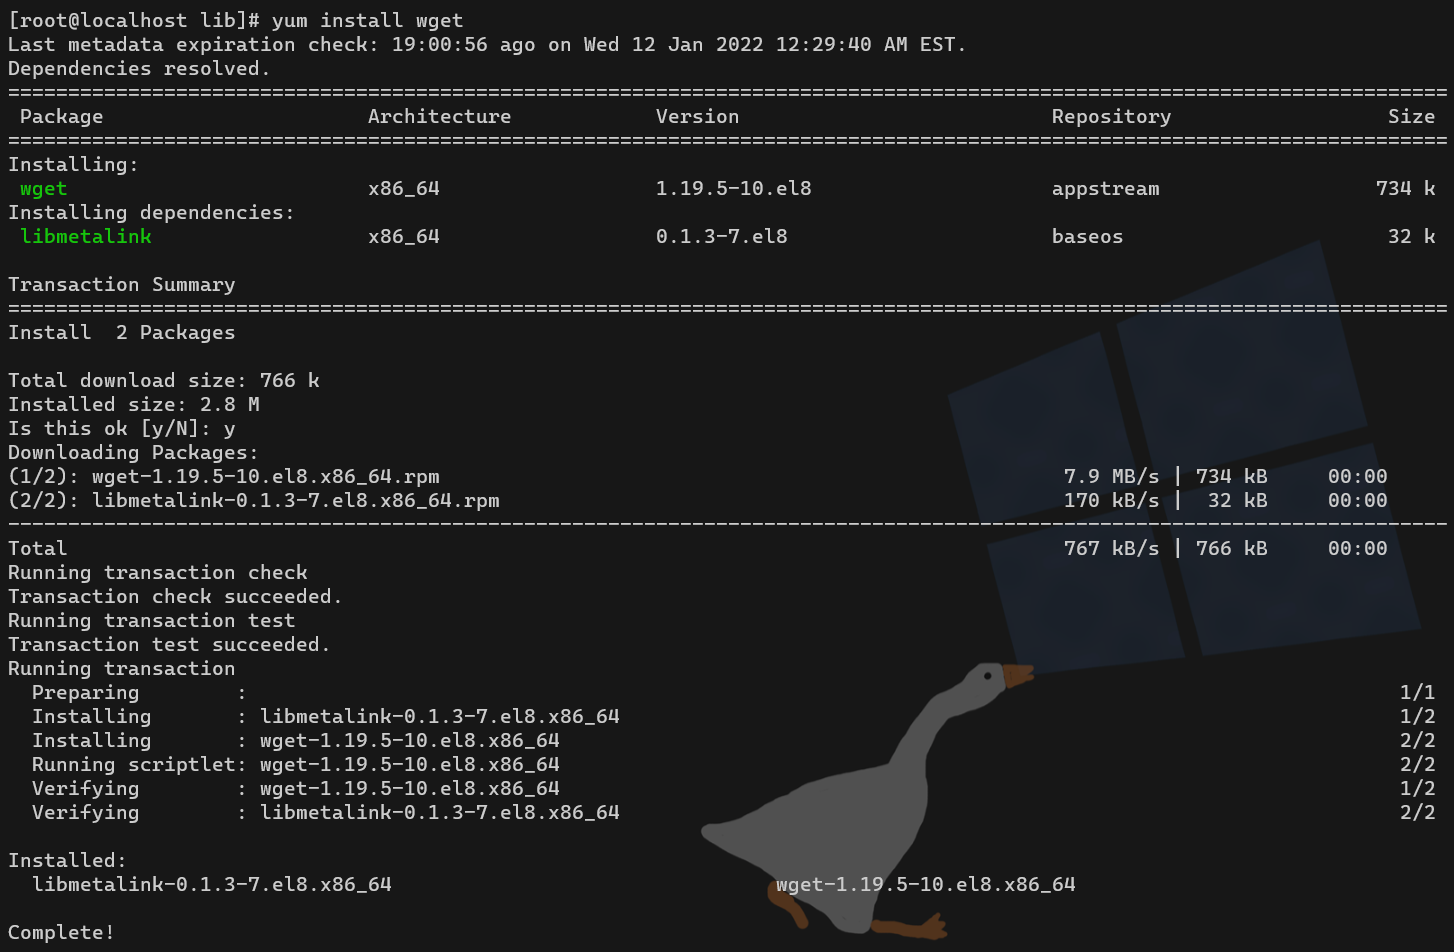 [root@localhost lib]# yum install wget
Last metadata expiration check: 19:00:56 ago on Wed 12 Jan 2022 12:29:40 AM EST.
Dependencies resolved.
========================================================================================================================
 Package                     Architecture            Version                          Repository                  Size
========================================================================================================================
Installing:
 wget                        x86_64                  1.19.5-10.el8                    appstream                  734 k
Installing dependencies:
 libmetalink                 x86_64                  0.1.3-7.el8                      baseos                      32 k
Transaction Summary
========================================================================================================================
Install  2 Packages
Total download size: 766 k
Installed size: 2.8 M
Is this ok [y/N]: y
Downloading Packages:
(1/2): wget-1.19.5-10.el8.x86_64.rpm                                                    7.9 MB/s | 734 kB     00:00
(2/2): libmetalink-0.1.3-7.el8.x86_64.rpm                                               170 kB/s |  32 kB     00:00
------------------------------------------------------------------------------------------------------------------------
Total                                                                                   767 kB/s | 766 kB     00:00
Running transaction check
Transaction check succeeded.
Running transaction test
Transaction test succeeded.
Running transaction
  Preparing        :                                                                                                1/1
  Installing       : libmetalink-0.1.3-7.el8.x86_64                                                                 1/2
  Installing       : wget-1.19.5-10.el8.x86_64                                                                      2/2
  Running scriptlet: wget-1.19.5-10.el8.x86_64                                                                      2/2
  Verifying        : wget-1.19.5-10.el8.x86_64                                                                      1/2
  Verifying        : libmetalink-0.1.3-7.el8.x86_64                                                                 2/2
Installed:
  libmetalink-0.1.3-7.el8.x86_64                                wget-1.19.5-10.el8.x86_64
Complete!